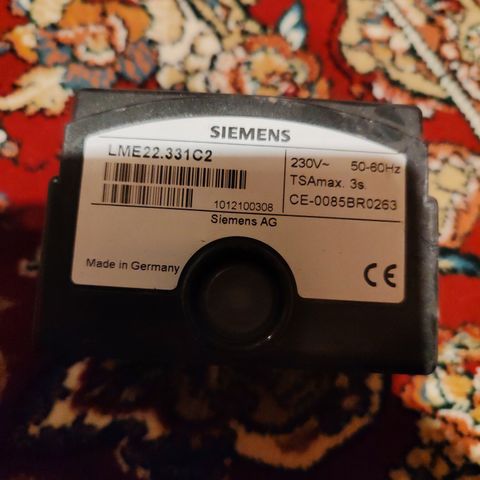 SIEMENS
LME22.331C2
230V~ 50-60Hz
TSAmax. 3s.
CE-0085BR0263
1012100308
Siemens AG
Made in Germany
CE